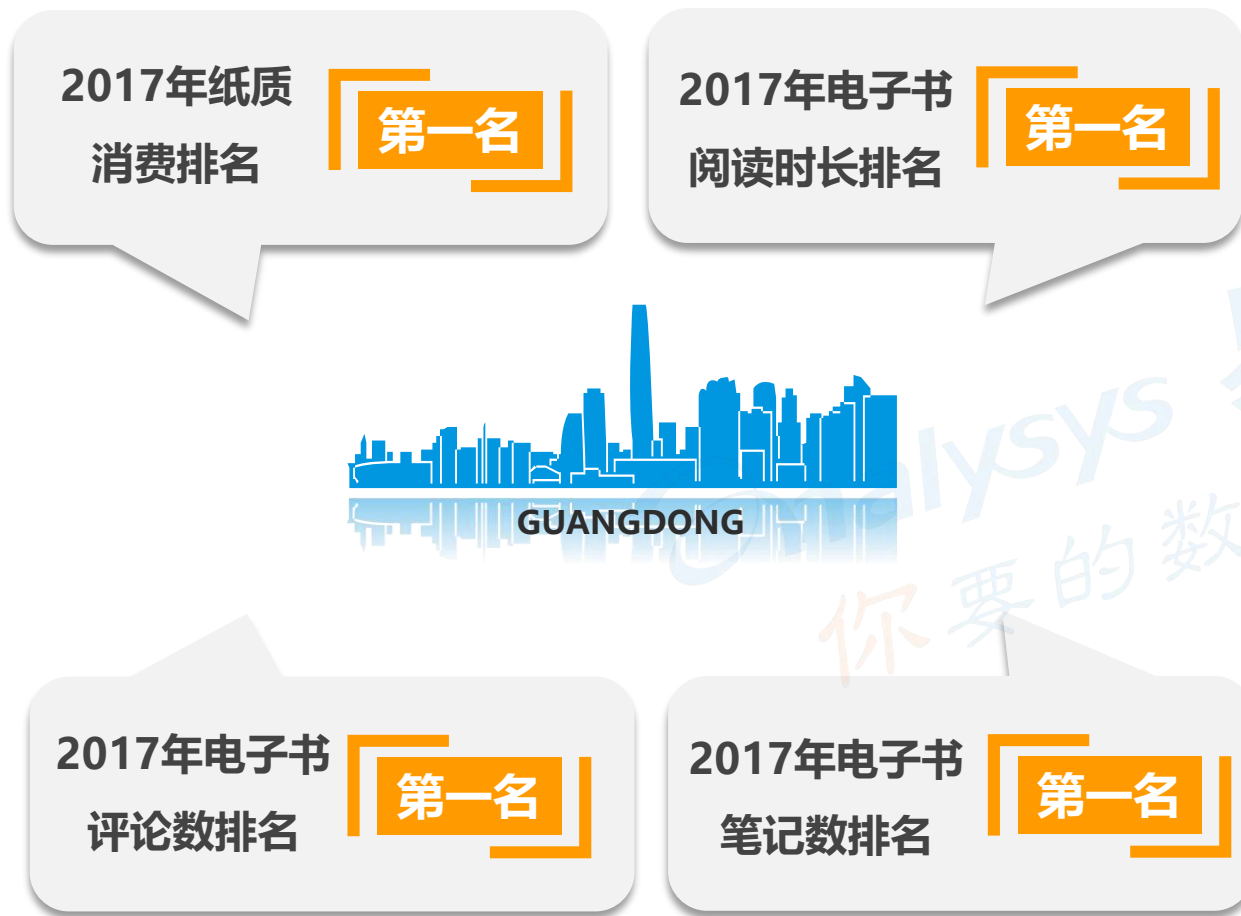 2017年纸质
消费排名
第一名
2017年电子书
阅读时长排名
第一名
GUANGDONG
nalysys
你要的数
2017年电子书
评论数排名
第一名
2017年电子书
笔记数排名
第一名